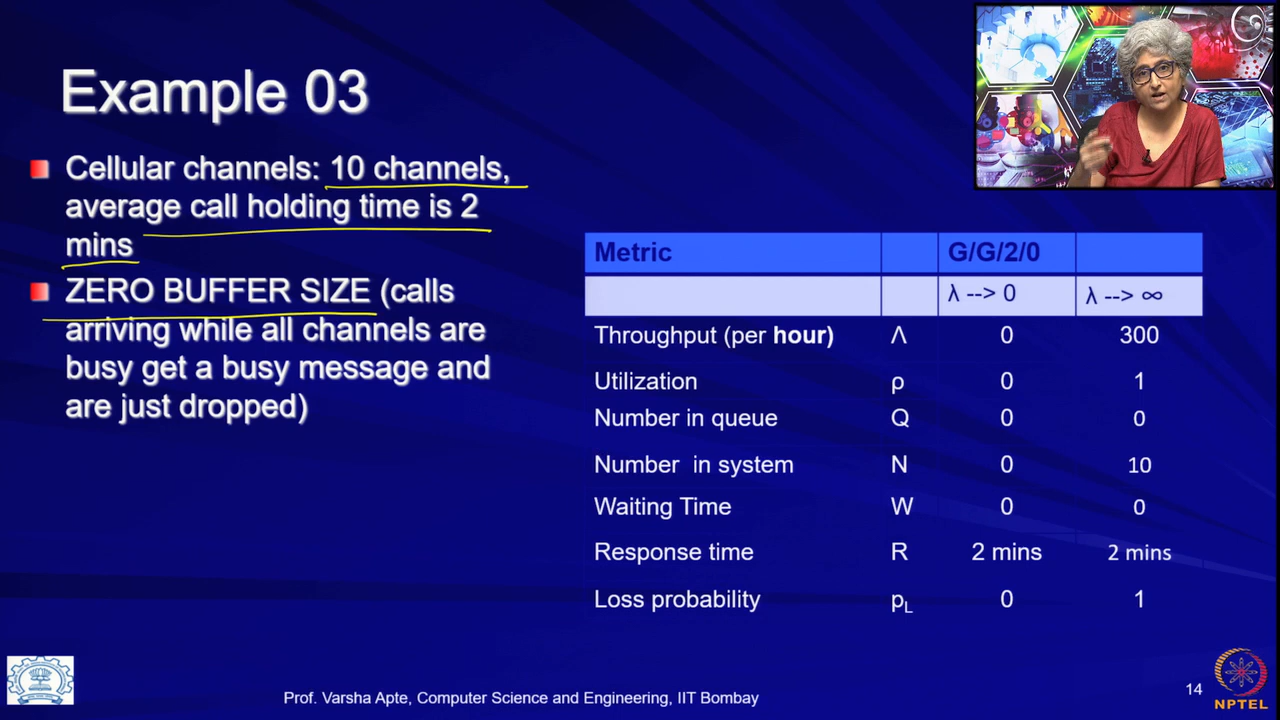 Example 03
Cellular channels: 10 channels,
average call holding time is 2
mins
ZERO BUFFER SIZE (calls
arriving while all channels are
busy get a busy message and
are just dropped)
Metric G/G/2/0
λ --> 0 λ --> ∞
Throughput (per hour) Λ 0 300
Utilization ρ 0 1
Number in queue Q 0 0
Number in system N 0 10
Waiting Time W 0 0
Response time R 2 mins 2 mins
Loss probability pL 0 1
Prof. Varsha Apte, Computer Science and Engineering, IIT Bombay
14
NPTEL